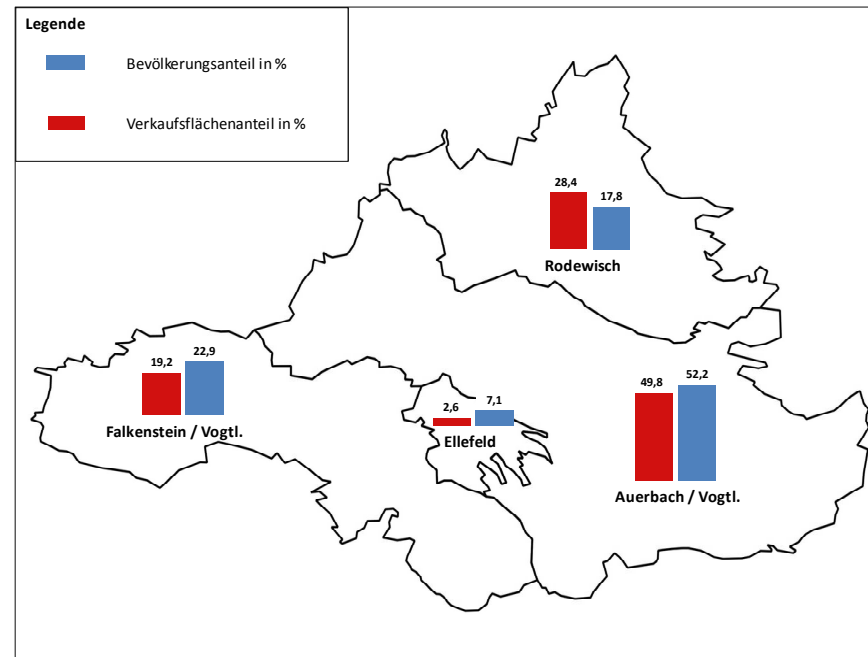 Legende
Bevölkerungsanteil in %
Verkaufsflächenanteil in %
28,4
17,8
Rodewisch
19,2
22,9
Falkenstein / Vogtl.
2,6
7,1
Ellefeld
49,8
52,2
Auerbach / Vogtl.